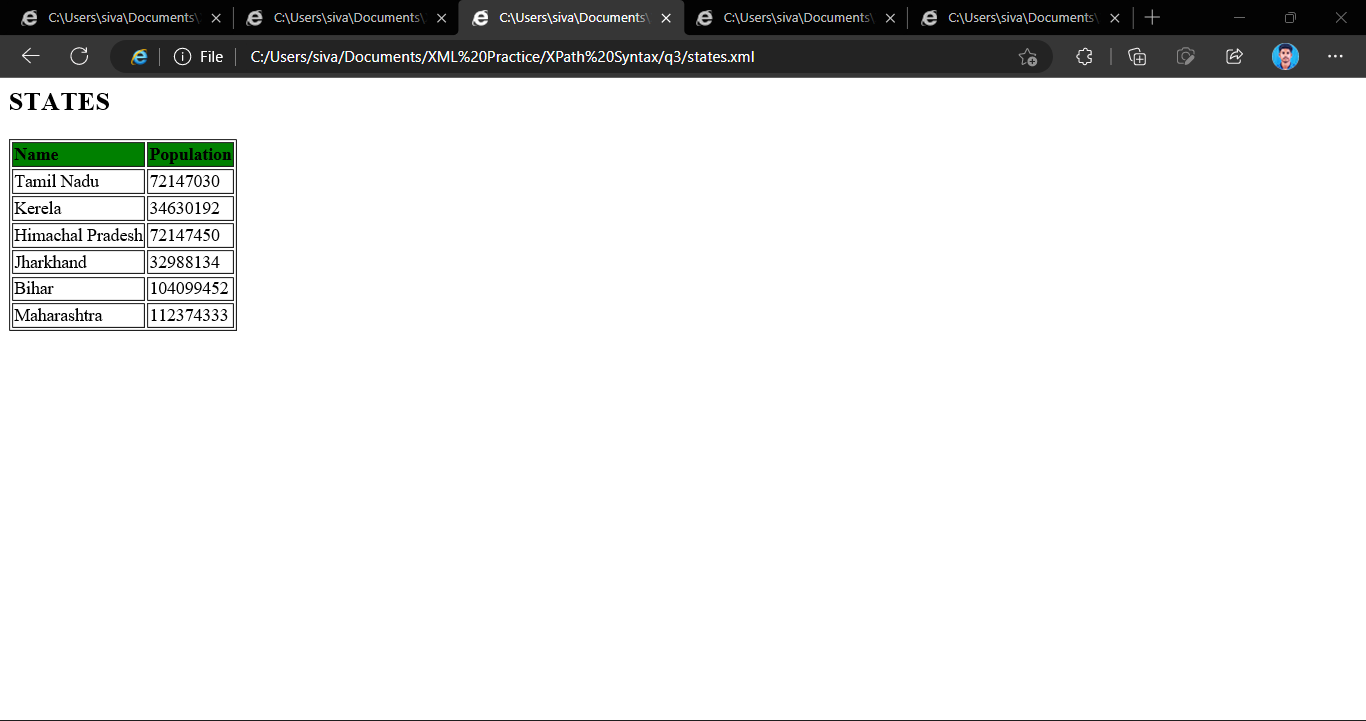 C:\Users\siva\Documents\ C:\Users\siva\Documents\ C:\Users\siva\Documents\ C:\Users\siva\Documents\ C:\Users\siva\Documents\
File C:/Users/siva/Documents/XML%20Practice/XPath%20Syntax/q3/states.xml
STATES
Name Population
Tamil Nadu 72147030
Kerela 34630192
Himachal Pradesh 72147450
Jharkhand 32988134
Bihar 104099452
Maharashtra 112374333